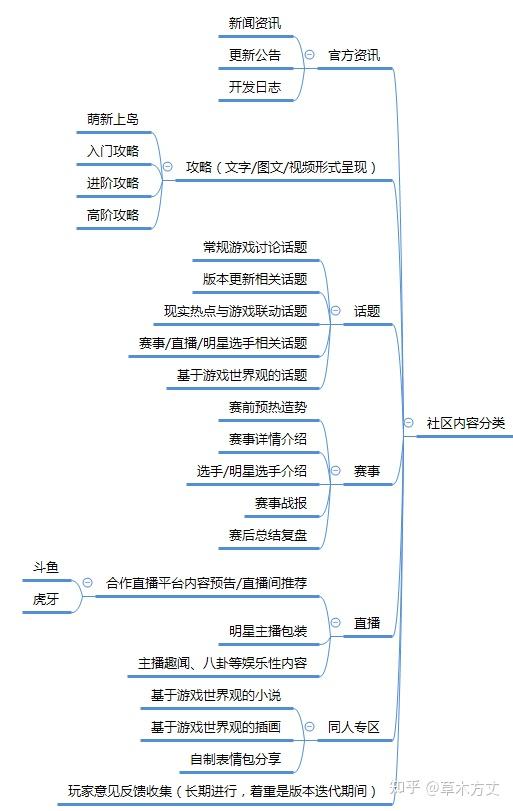 新闻资讯
更新公告
官方资讯
开发日志
萌新上岛
入门攻略
攻略（文字/图文/视频形式呈现）
进阶攻略
高阶攻略
常规游戏讨论话题
版本更新相关话题
现实热点与游戏联动话题
话题
赛事/直播/明星选手相关话题
基于游戏世界观的话题
赛前预热造势
社区内容分类
赛事详情介绍
选手/明星选手介绍
赛事
赛事战报
赛后总结复盘
斗鱼
合作直播平台内容预告/直播间推荐
虎牙
直播
明星主播包装
主播趣闻、八卦等娱乐性内容
基于游戏世界观的小说
基于游戏世界观的插画
同人专区
自制表情包分享
玩家意见反馈收集（长期进行，着重是版本迭代期间）
知乎 @草木方丈